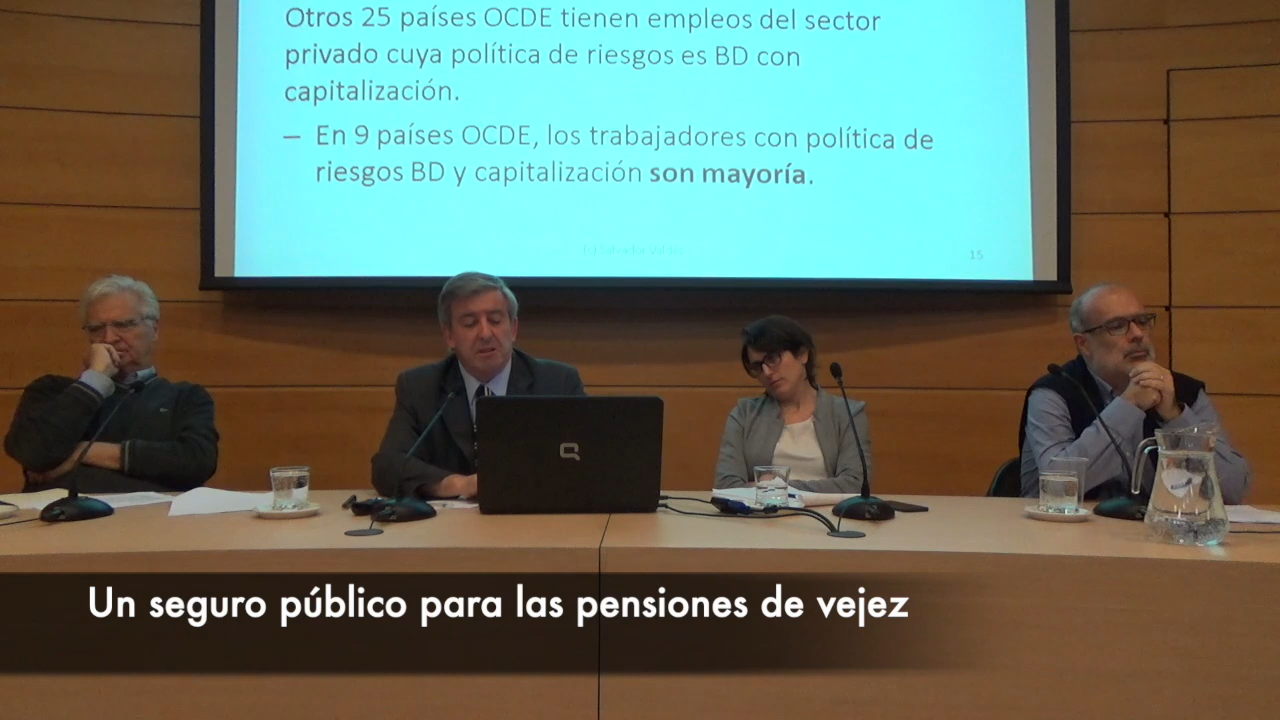 Otros 25 países OCDE tienen empleos del sector
privado cuya política de riesgos es BD con
capitalización.
– En 9 países OCDE, los trabajadores con política de
riesgos BD y capitalización son mayoría.
(c) Salvador Valdés
15
Un seguro público para las pensiones de vejez